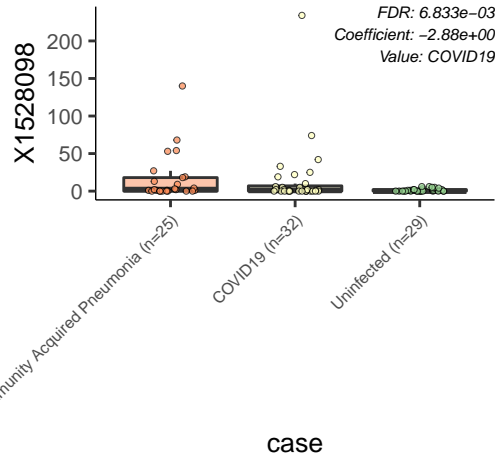 FDR: 6.833e−03
Coefficient: −2.88e+00
Value: COVID19
X1528098
200
150
100
50
0
munity Acquired Pneumonia (n=25)
COVID19 (n=32)
Uninfected (n=29)
case